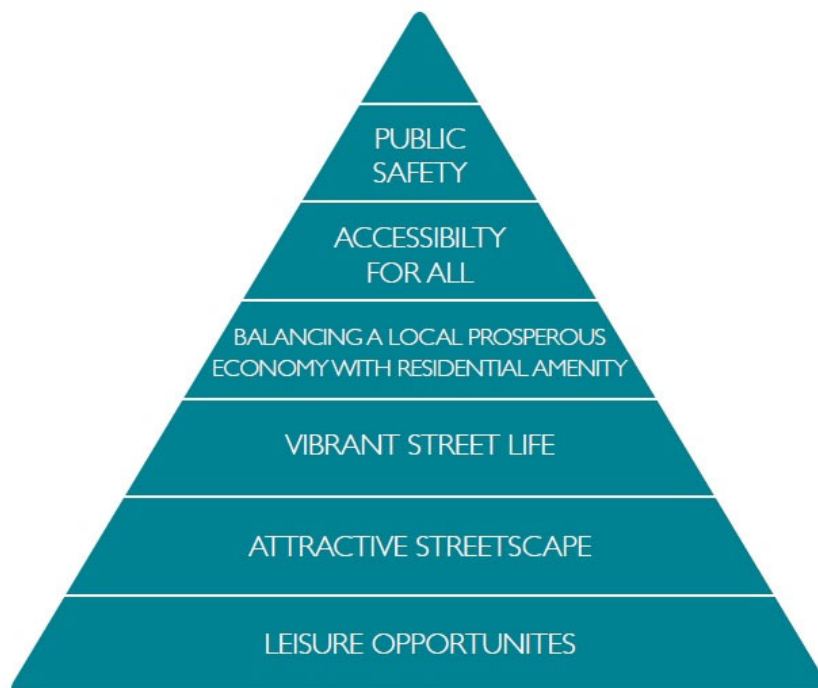 PUBLIC
SAFETY
ACCESSIBILTY
FOR ALL
BALANCING A LOCAL PROSPEROUS
ECONOMY WITH RESIDENTIAL AMENITY
VIBRANT STREET LIFE
ATTRACTIVE STREETSCAPE
LEISURE OPPORTUNITES